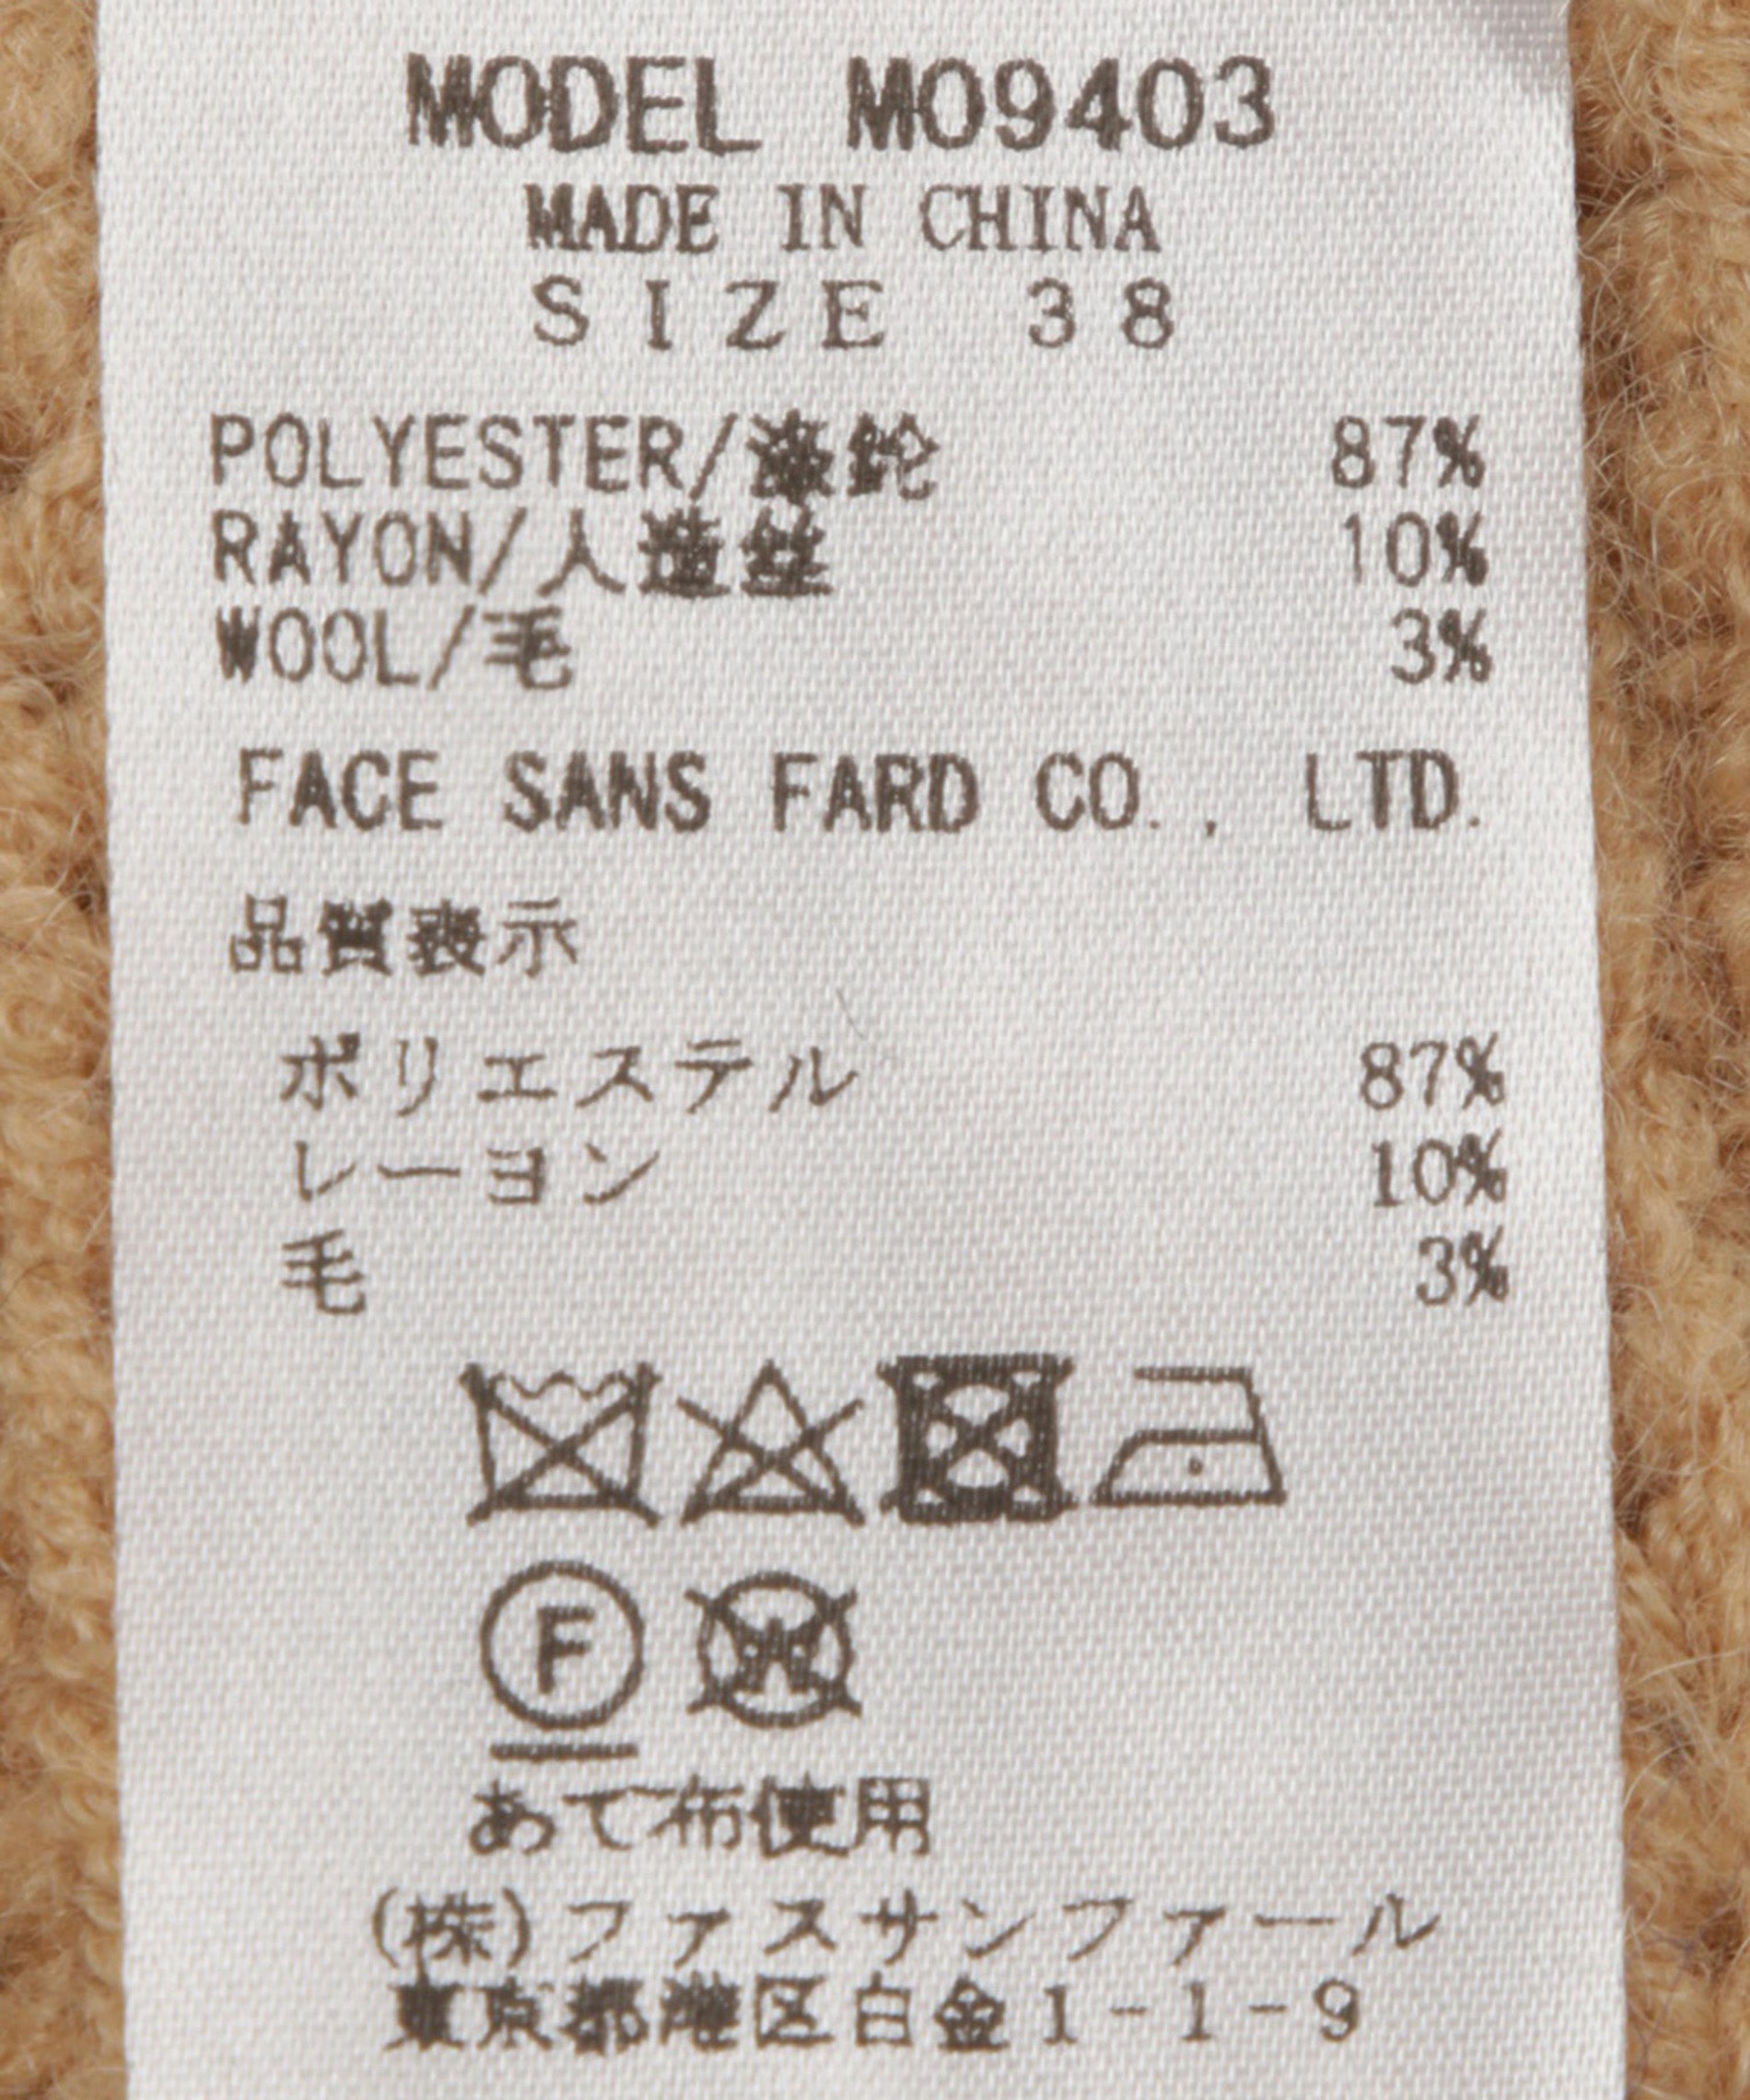 MODEL M09403
MADE IN CHINA
SIZE 38
POLYESTER/滌綸 87%
RAYON/人造丝 10%
WOOL/毛 3%
FACE SANS FARD CO., LTD.
品質表示
ポリエステル 87%
レーヨン 10%
毛 3%
F W
あて布使用
(株)ファスサンファール
東京都港区白金1-1-9